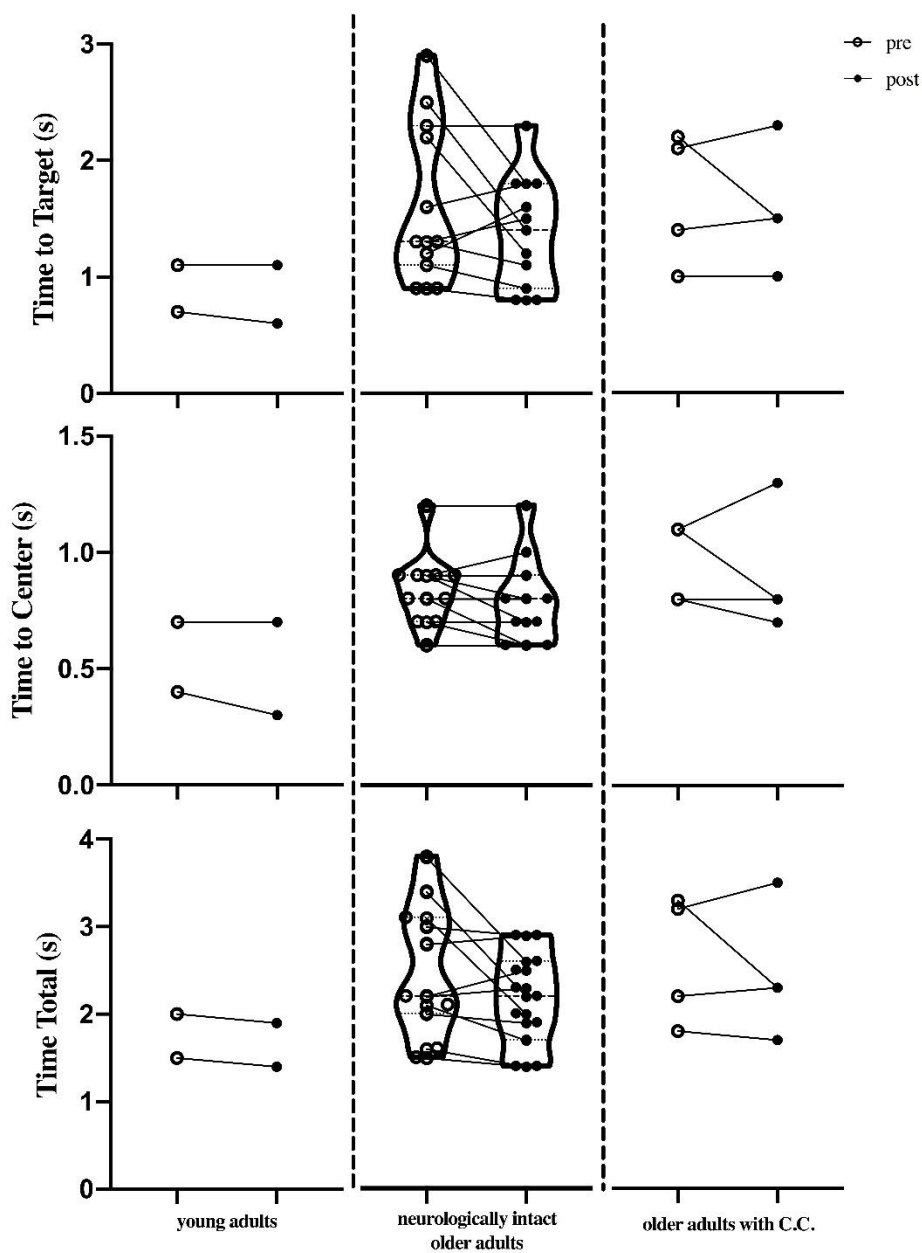 pre
post
Time to Target (s)
3
2
1
0
Time to Center (s)
1.5
1.0
0.5
0.0
Time Total (s)
4
3
2
1
0
young adults
neurologically intact
older adults
older adults with C.C.